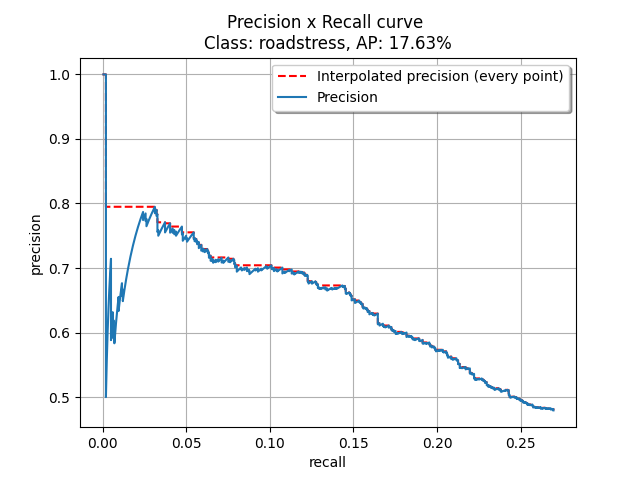 Precision x Recall curve
Class: roadstress, AP: 17.63%
Interpolated precision (every point)
Precision
1.0
0.9
0.8
0.7
0.6
0.5
precision
0.00 0.05 0.10 0.15 0.20 0.25
recall